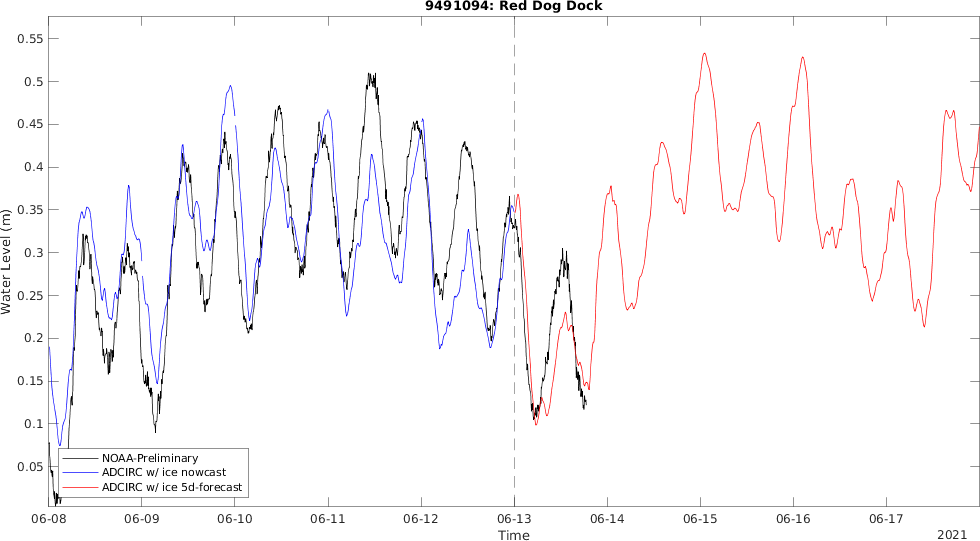 9491094: Red Dog Dock
0.55
0.5
0.45
0.4
0.35
0.3
0.25
0.2
0.15
0.1
0.05
Water Level (m)
NOAA-Preliminary
ADCIRC w/ ice nowcast
ADCIRC w/ ice 5d-forecast
06-08 06-09 06-10 06-11 06-12 06-13 06-14 06-15 06-16 06-17
Time
2021